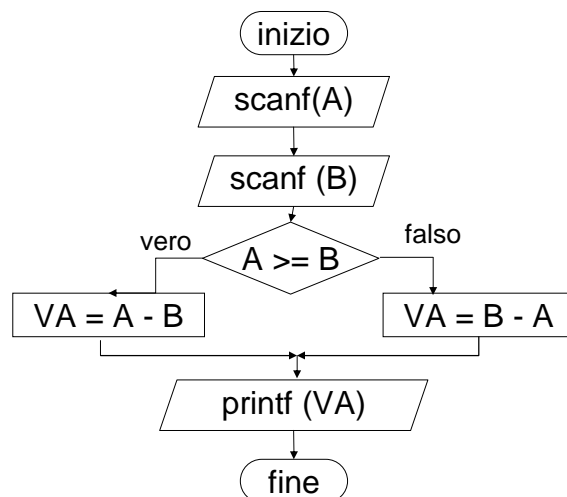 inizio
scanf(A)
scanf (B)
vero
falso
A >= B
VA = A - B
VA = B - A
printf (VA)
fine